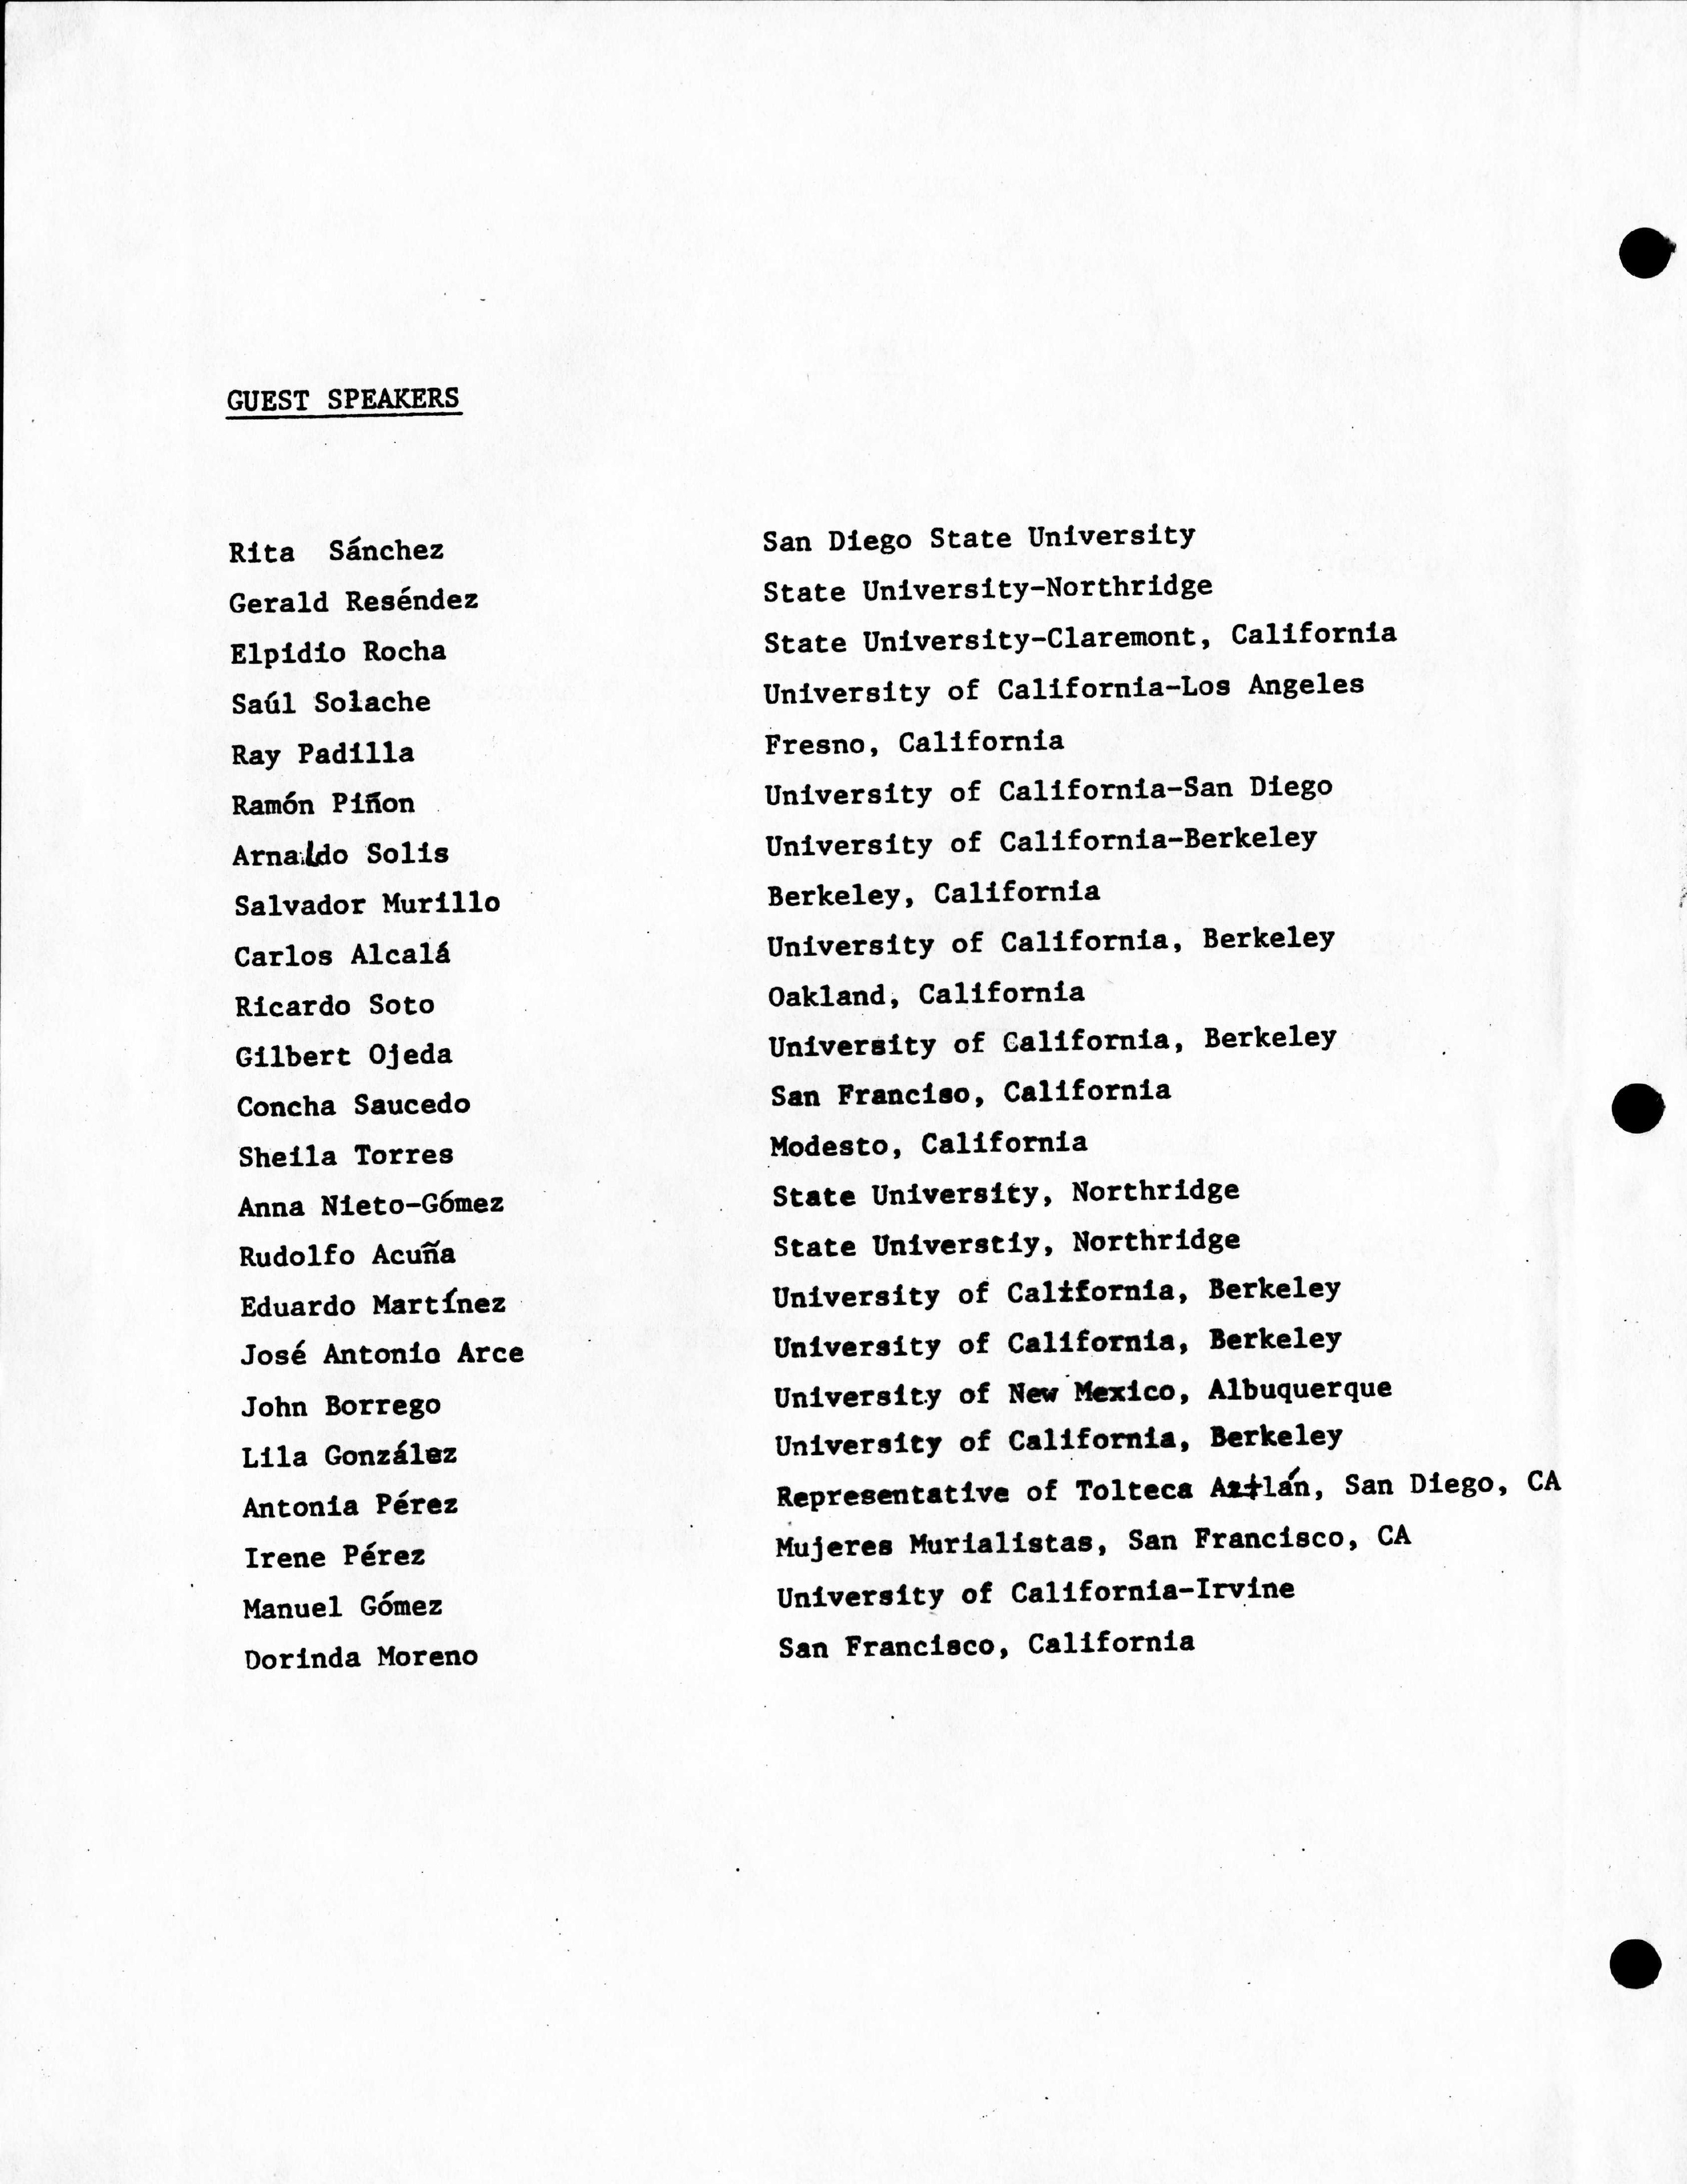 GUEST SPEAKERS
Rita Sánchez San Diego State University
Gerald Reséndez State University-Northridge
Elpidio Rocha State University-Claremont, California
Saúl Solache University of California-Los Angeles
Ray Padilla Fresno, California
Ramón Piñon University of California-San Diego
Arnaldo Solis University of California-Berkeley
Salvador Murillo Berkeley, California
Carlos Alcalá University of California, Berkeley
Ricardo Soto Oakland, California
Gilbert Ojeda University of California, Berkeley
Concha Saucedo San Franciso, California
Sheila Torres Modesto, California
Anna Nieto-Gómez State University, Northridge
Rudolfo Acuña State Universtiy, Northridge
Eduardo Martínez University of California, Berkeley
José Antonio Arce University of California, Berkeley
John Borrego University of New Mexico, Albuquerque
Lila González University of California, Berkeley
Antonia Pérez Representative of Tolteca Aztlán, San Diego, CA
Irene Pérez Mujeres Murialistas, San Francisco, CA
Manuel Gómez University of California-Irvine
Dorinda Moreno San Francisco, California